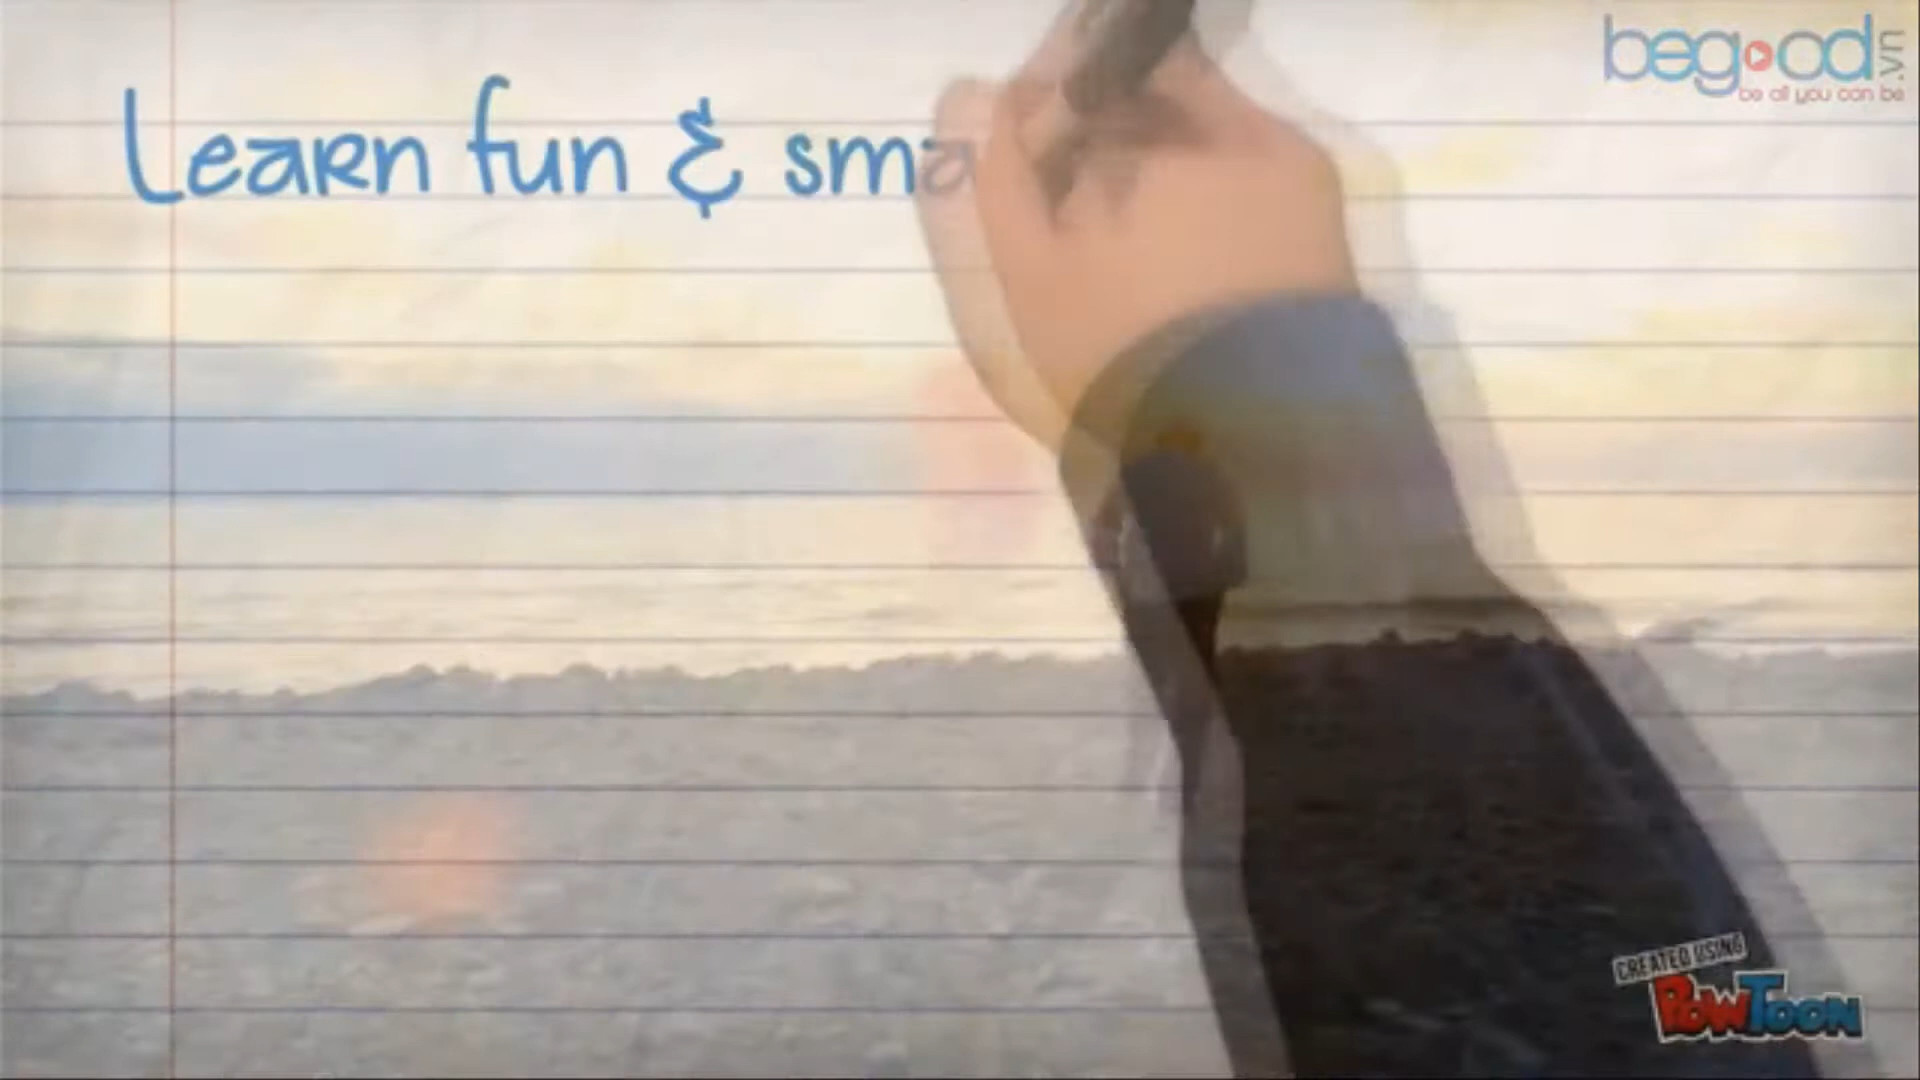 begood.vn
be all you can be
Learn fun & sma
CREATED USING
POWTOON